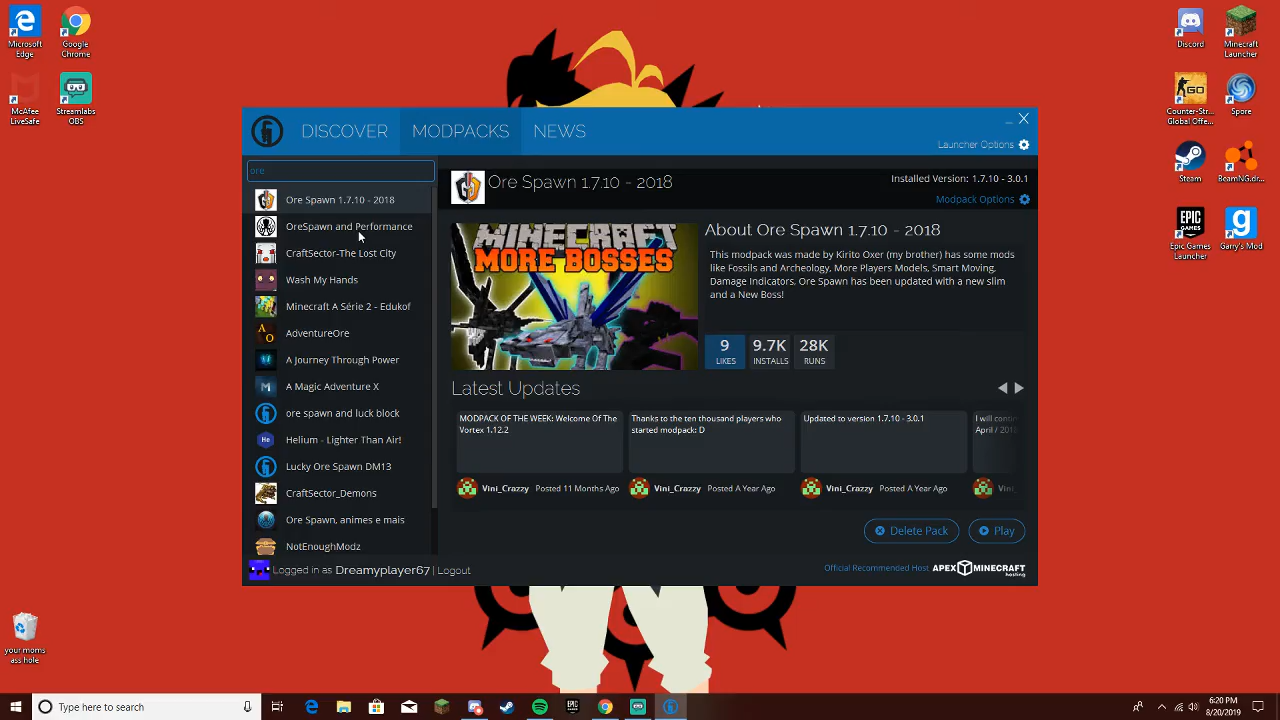 Microsoft Edge
Google Chrome
McAfee LiveSafe
Streamlabs OBS
your moms ass hole
Discord
Minecraft Launcher
Counter-Str... Global Offe...
Spore
Steam
BeamNG.dr...
Epic Games Launcher
Garry's Mod
DISCOVER
MODPACKS
NEWS
Launcher Options
ore
Ore Spawn 1.7.10 - 2018
OreSpawn and Performance
CraftSector-The Lost City
Wash My Hands
Minecraft A Série 2 - Edukof
AdventureOre
A Journey Through Power
A Magic Adventure X
ore spawn and luck block
Helium - Lighter Than Air!
Lucky Ore Spawn DM13
CraftSector_Demons
Ore Spawn, animes e mais
NotEnoughModz
Logged in as Dreamyplayer67 | Logout
Ore Spawn 1.7.10 - 2018
Installed Version: 1.7.10 - 3.0.1
Modpack Options
MINECRAFT
MORE BOSSES
About Ore Spawn 1.7.10 - 2018
This modpack was made by Kirito Oxer (my brother) has some mods
like Fossils and Archeology, More Players Models, Smart Moving,
Damage Indicators. Ore Spawn has been updated with a new slim
and a New Boss!
9 LIKES
9.7K INSTALLS
28K RUNS
Latest Updates
MODPACK OF THE WEEK: Welcome Of The
Vortex 1.12.2
Vini_Crazzy Posted 11 Months Ago
Thanks to the ten thousand players who
started modpack: D
Vini_Crazzy Posted A Year Ago
Updated to version 1.7.10 - 3.0.1
Vini_Crazzy Posted A Year Ago
I will conti
April / 201
Vini_
Delete Pack
Play
Official Recommended Host APEX MINECRAFT
hosting
Type here to search
6:20 PM
8/20/2019